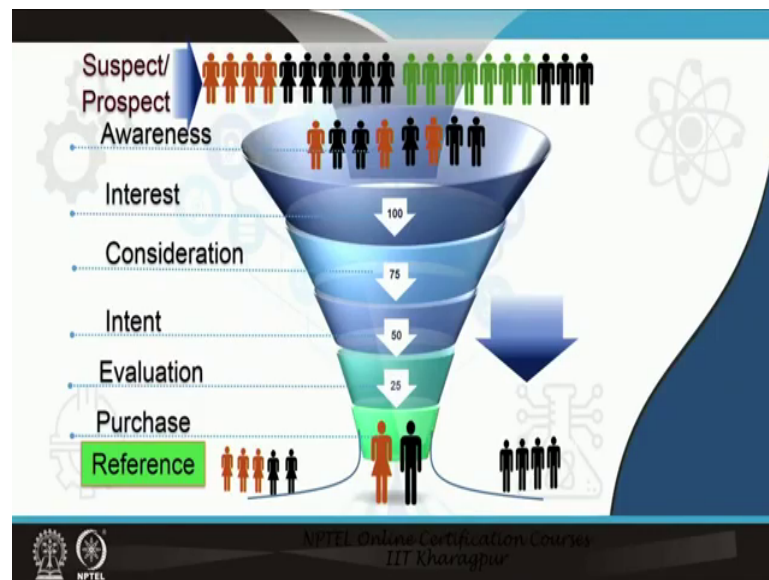 Suspect/
Prospect
Awareness
Interest
100
Consideration
75
Intent
50
Evaluation
25
Purchase
Reference
NPTEL Online Certification Courses
IIT Kharagpur
NPTEL